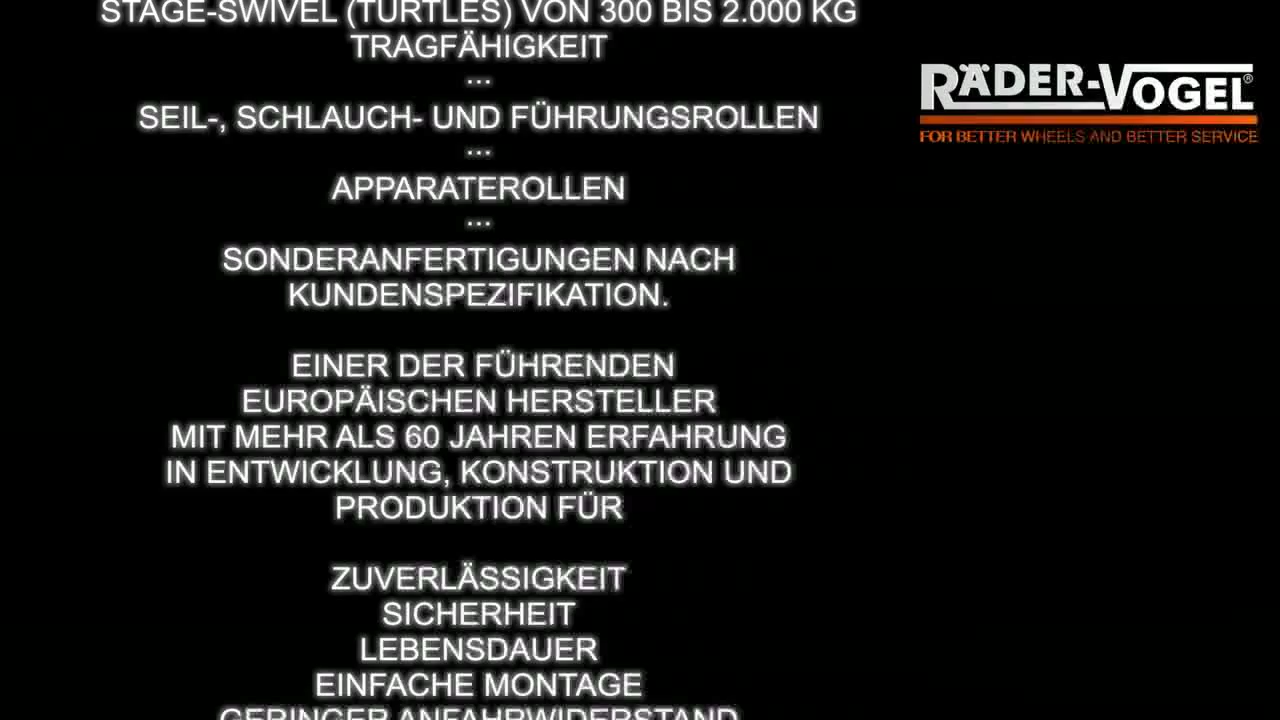 STAGE-SWIVEL (TURTLES) VON 300 BIS 2.000 KG
TRAGFÄHIGKEIT
...
SEIL-, SCHLAUCH- UND FÜHRUNGSROLLEN
...
APPARATEROLLEN
...
SONDERANFERTIGUNGEN NACH
KUNDENSPEZIFIKATION.
EINER DER FÜHRENDEN
EUROPÄISCHEN HERSTELLER
MIT MEHR ALS 60 JAHREN ERFAHRUNG
IN ENTWICKLUNG, KONSTRUKTION UND
PRODUKTION FÜR
ZUVERLÄSSIGKEIT
SICHERHEIT
LEBENSDAUER
EINFACHE MONTAGE
GERINGER ANFAHRWIDERSTAND
RÄDER-VOGEL®
FOR BETTER WHEELS AND BETTER SERVICE